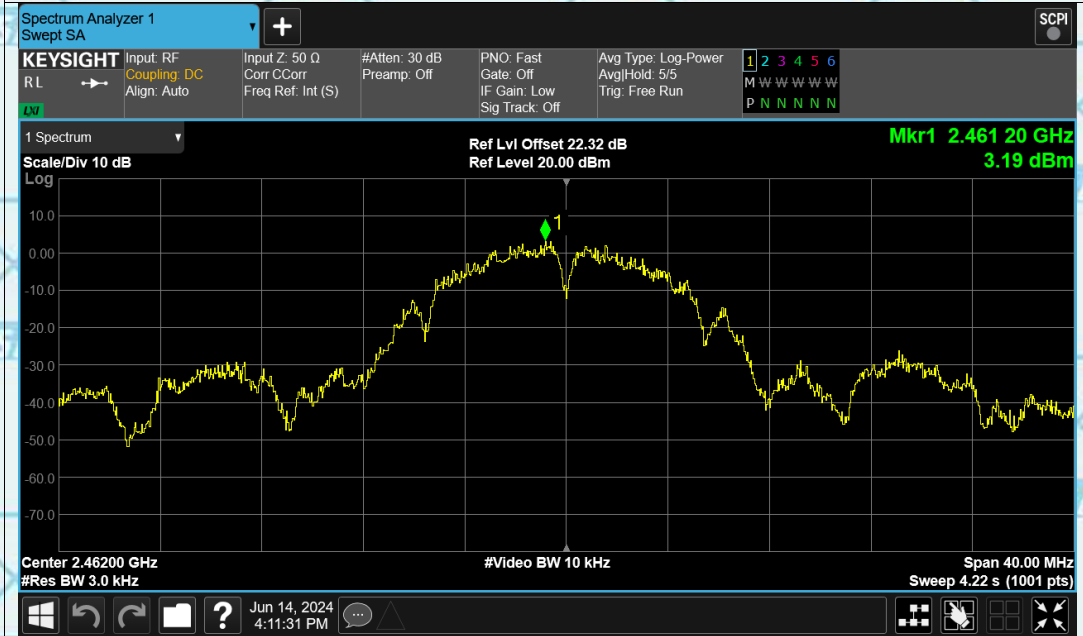 Spectrum Analyzer 1
Swept SA
+
SCPI
KEYSIGHT Input: RF Input Z: 50 Ω #Atten: 30 dB PNO: Fast Avg Type: Log-Power 1 2 3 4 5 6
R L Coupling: DC Corr CCorr Preamp: Off Gate: Off Avg|Hold: 5/5 M W W W W W
Align: Auto Freq Ref: Int (S) IF Gain: Low Trig: Free Run P N N N N N
LXI Sig Track: Off
1 Spectrum Ref Lvl Offset 22.32 dB Mkr1 2.461 20 GHz
Scale/Div 10 dB Ref Level 20.00 dBm 3.19 dBm
Log
10.0
1
0.00
-10.0
-20.0
-30.0
-40.0
-50.0
-60.0
-70.0
Center 2.46200 GHz #Video BW 10 kHz Span 40.00 MHz
#Res BW 3.0 kHz Sweep 4.22 s (1001 pts)
? Jun 14, 2024
4:11:31 PM